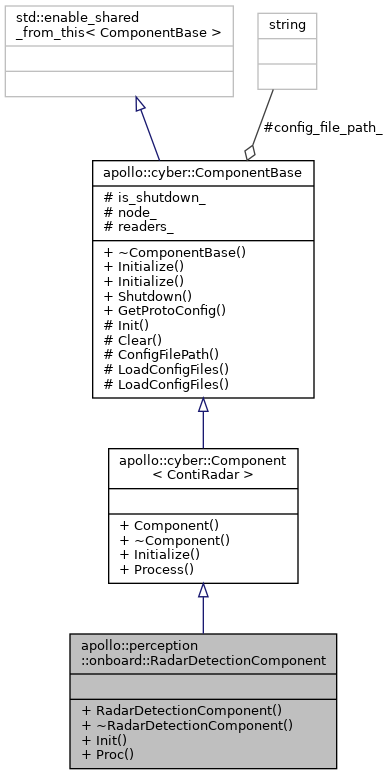 std::enable_shared
_from_this< ComponentBase >
string
#config_file_path_
apollo::cyber::ComponentBase
# is_shutdown_
# node_
# readers_
+ ~ComponentBase()
+ Initialize()
+ Initialize()
+ Shutdown()
+ GetProtoConfig()
# Init()
# Clear()
# ConfigFilePath()
# LoadConfigFiles()
# LoadConfigFiles()
apollo::cyber::Component
< ContiRadar >
+ Component()
+ ~Component()
+ Initialize()
+ Process()
apollo::perception
::onboard::RadarDetectionComponent
+ RadarDetectionComponent()
+ ~RadarDetectionComponent()
+ Init()
+ Proc()